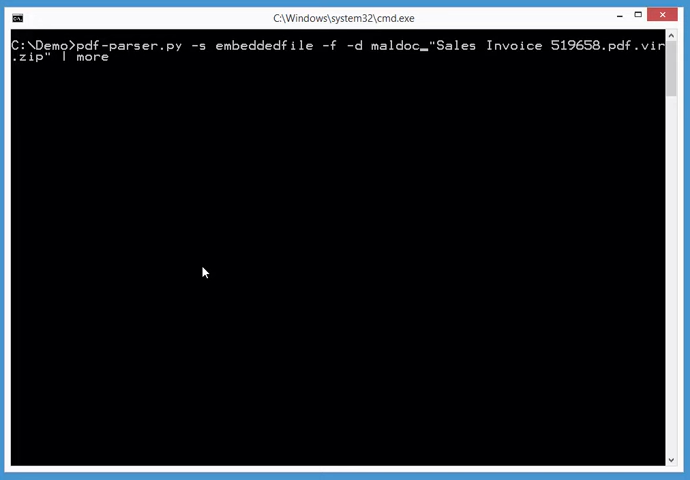 C:\Windows\system32\cmd.exe
C:\Demo>pdf-parser.py -s embeddedfile -f -d maldoc_"Sales Invoice 519658.pdf.vir
.zip" | more